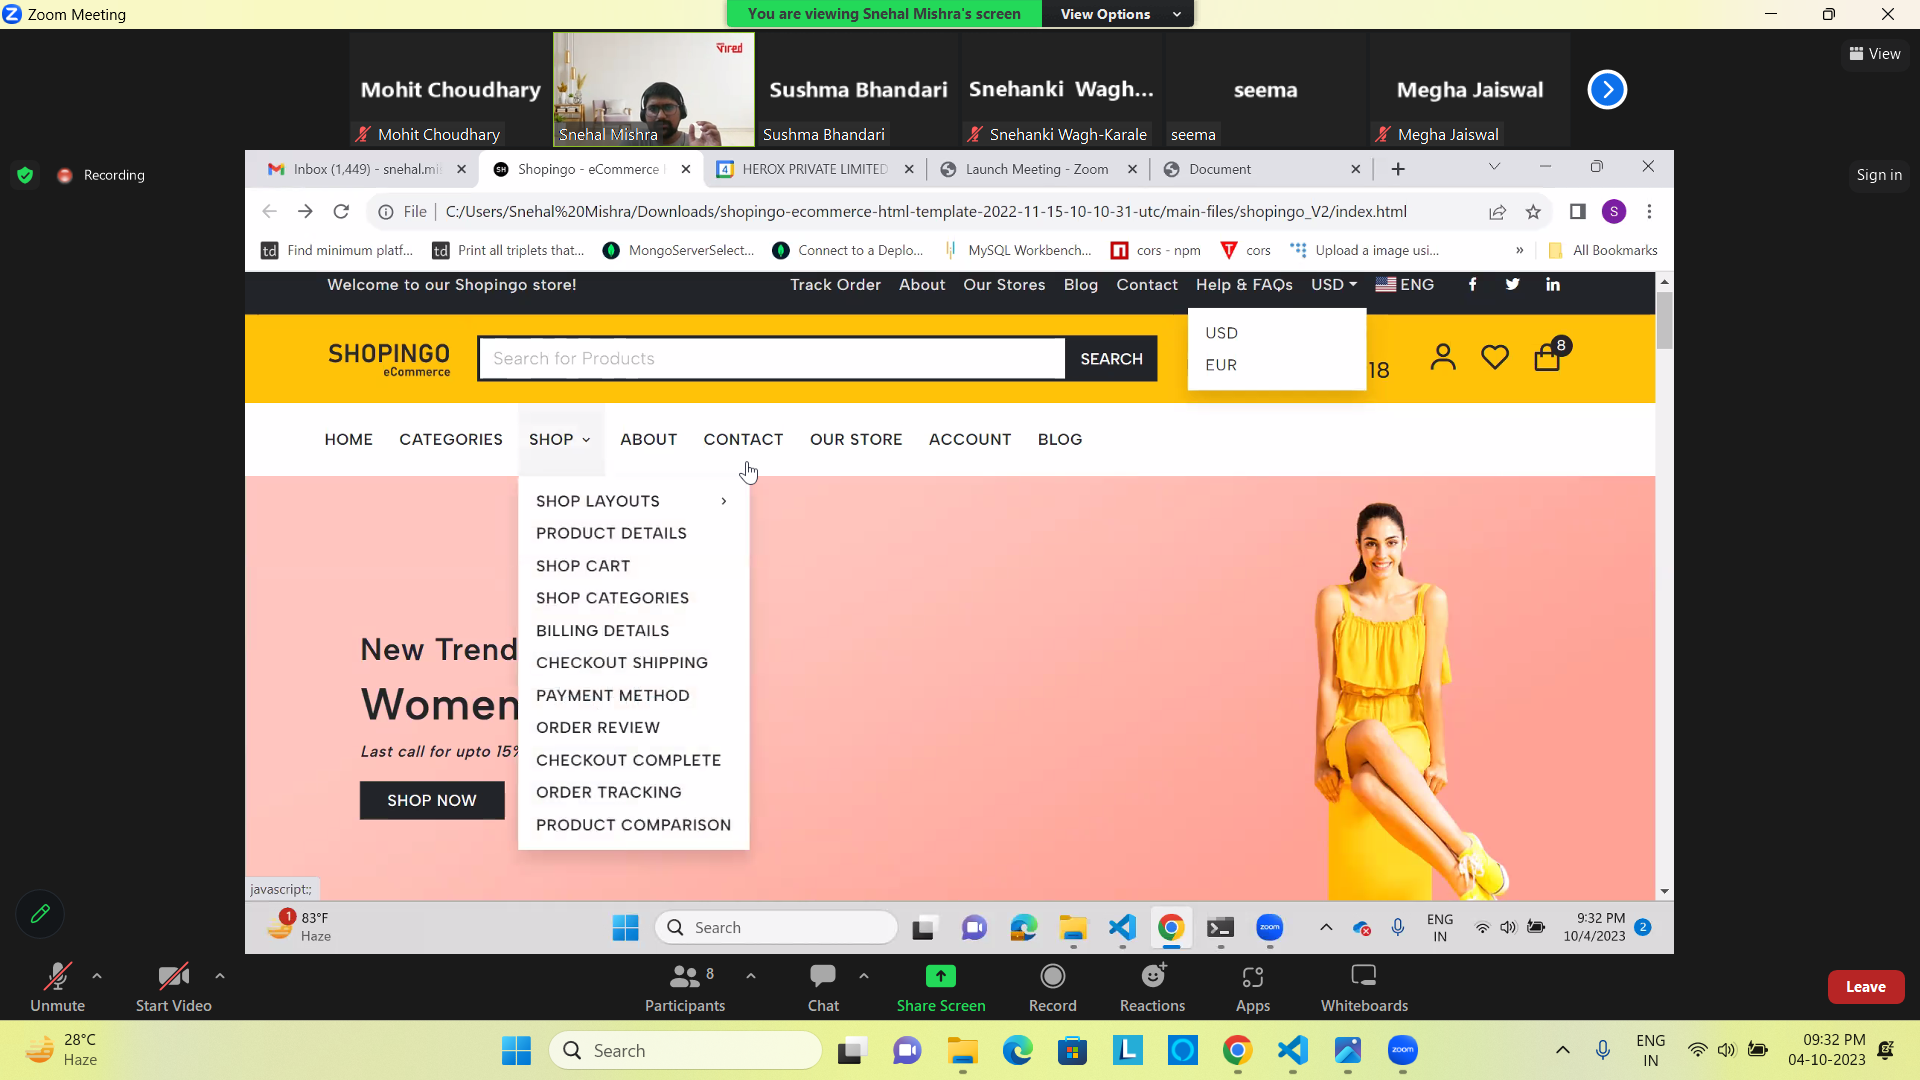 Zoom Meeting
You are viewing Snehal Mishra's screen
View Options
View
Mohit Choudhary
Vired
Sushma Bhandari
Snehanki Wagh...
seema
Megha Jaiswal
Mohit Choudhary
Snehal Mishra
Sushma Bhandari
Snehanki Wagh-Karale
seema
Megha Jaiswal
Recording
Sign in
Inbox (1,449) - snehal.mi
SH Shopingo - eCommerce
4 HEROX PRIVATE LIMITED
Launch Meeting - Zoom
Document
File
C:/Users/Snehal%20Mishra/Downloads/shopingo-ecommerce-html-template-2022-11-15-10-10-31-utc/main-files/shopingo_V2/index.html
S
td Find minimum platf...
td Print all triplets that...
MongoServerSelect...
Connect to a Deplo...
MySQL Workbench...
cors - npm
cors
Upload a image usi...
»
All Bookmarks
Welcome to our Shopingo store!
Track Order
About
Our Stores
Blog
Contact
Help & FAQs
USD
ENG
USD
EUR
SHOPINGO
eCommerce
Search for Products
SEARCH
18
8
HOME
CATEGORIES
SHOP
ABOUT
CONTACT
OUR STORE
ACCOUNT
BLOG
SHOP LAYOUTS
PRODUCT DETAILS
SHOP CART
SHOP CATEGORIES
BILLING DETAILS
CHECKOUT SHIPPING
PAYMENT METHOD
ORDER REVIEW
CHECKOUT COMPLETE
ORDER TRACKING
PRODUCT COMPARISON
New Trend
Women
Last call for upto 15%
SHOP NOW
javascript:;
1
83°F
Haze
Search
zoom
ENG
IN
9:32 PM
10/4/2023
2
Unmute
Start Video
8
Participants
Chat
Share Screen
Record
Reactions
Apps
Whiteboards
Leave
28°C
Haze
Search
L
zoom
ENG
IN
09:32 PM
04-10-2023